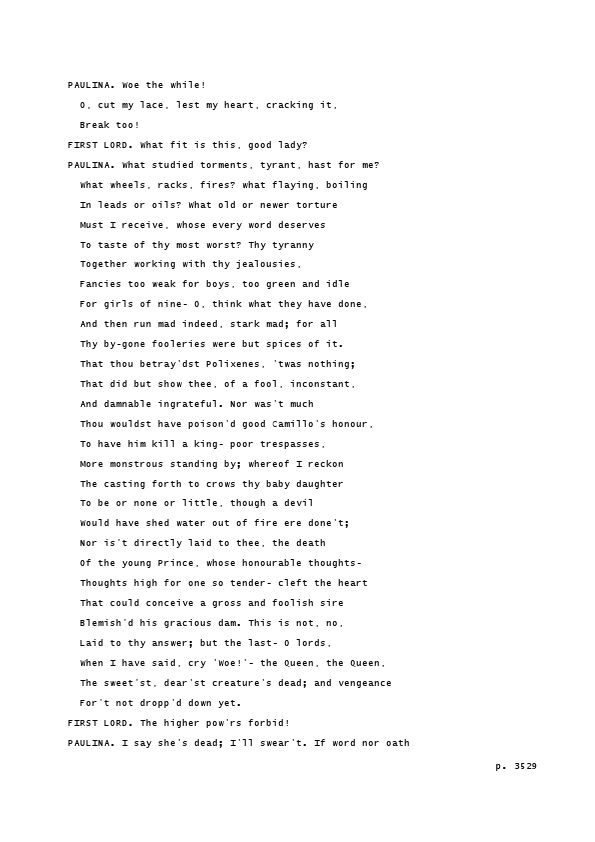 PAULINA. Woe the while!
O, cut my lace, lest my heart, cracking it,
Break too!
FIRST LORD. What fit is this, good lady?
PAULINA. What studied torments, tyrant, hast for me?
What wheels, racks, fires? what flaying, boiling
In leads or oils? What old or newer torture
Must I receive, whose every word deserves
To taste of thy most worst? Thy tyranny
Together working with thy jealousies,
Fancies too weak for boys, too green and idle
For girls of nine- O, think what they have done,
And then run mad indeed, stark mad; for all
Thy by-gone fooleries were but spices of it.
That thou betray'dst Polixenes, 'twas nothing;
That did but show thee, of a fool, inconstant,
And damnable ingrateful. Nor was't much
Thou wouldst have poison'd good Camillo's honour,
To have him kill a king- poor trespasses,
More monstrous standing by; whereof I reckon
The casting forth to crows thy baby daughter
To be or none or little, though a devil
Would have shed water out of fire ere done't;
Nor is't directly laid to thee, the death
Of the young Prince, whose honourable thoughts-
Thoughts high for one so tender- cleft the heart
That could conceive a gross and foolish sire
Blemish'd his gracious dam. This is not, no,
Laid to thy answer; but the last- O lords,
When I have said, cry 'Woe!'- the Queen, the Queen,
The sweet'st, dear'st creature's dead; and vengeance
For't not dropp'd down yet.
FIRST LORD. The higher pow'rs forbid!
PAULINA. I say she's dead; I'll swear't. If word nor oath
p. 3529